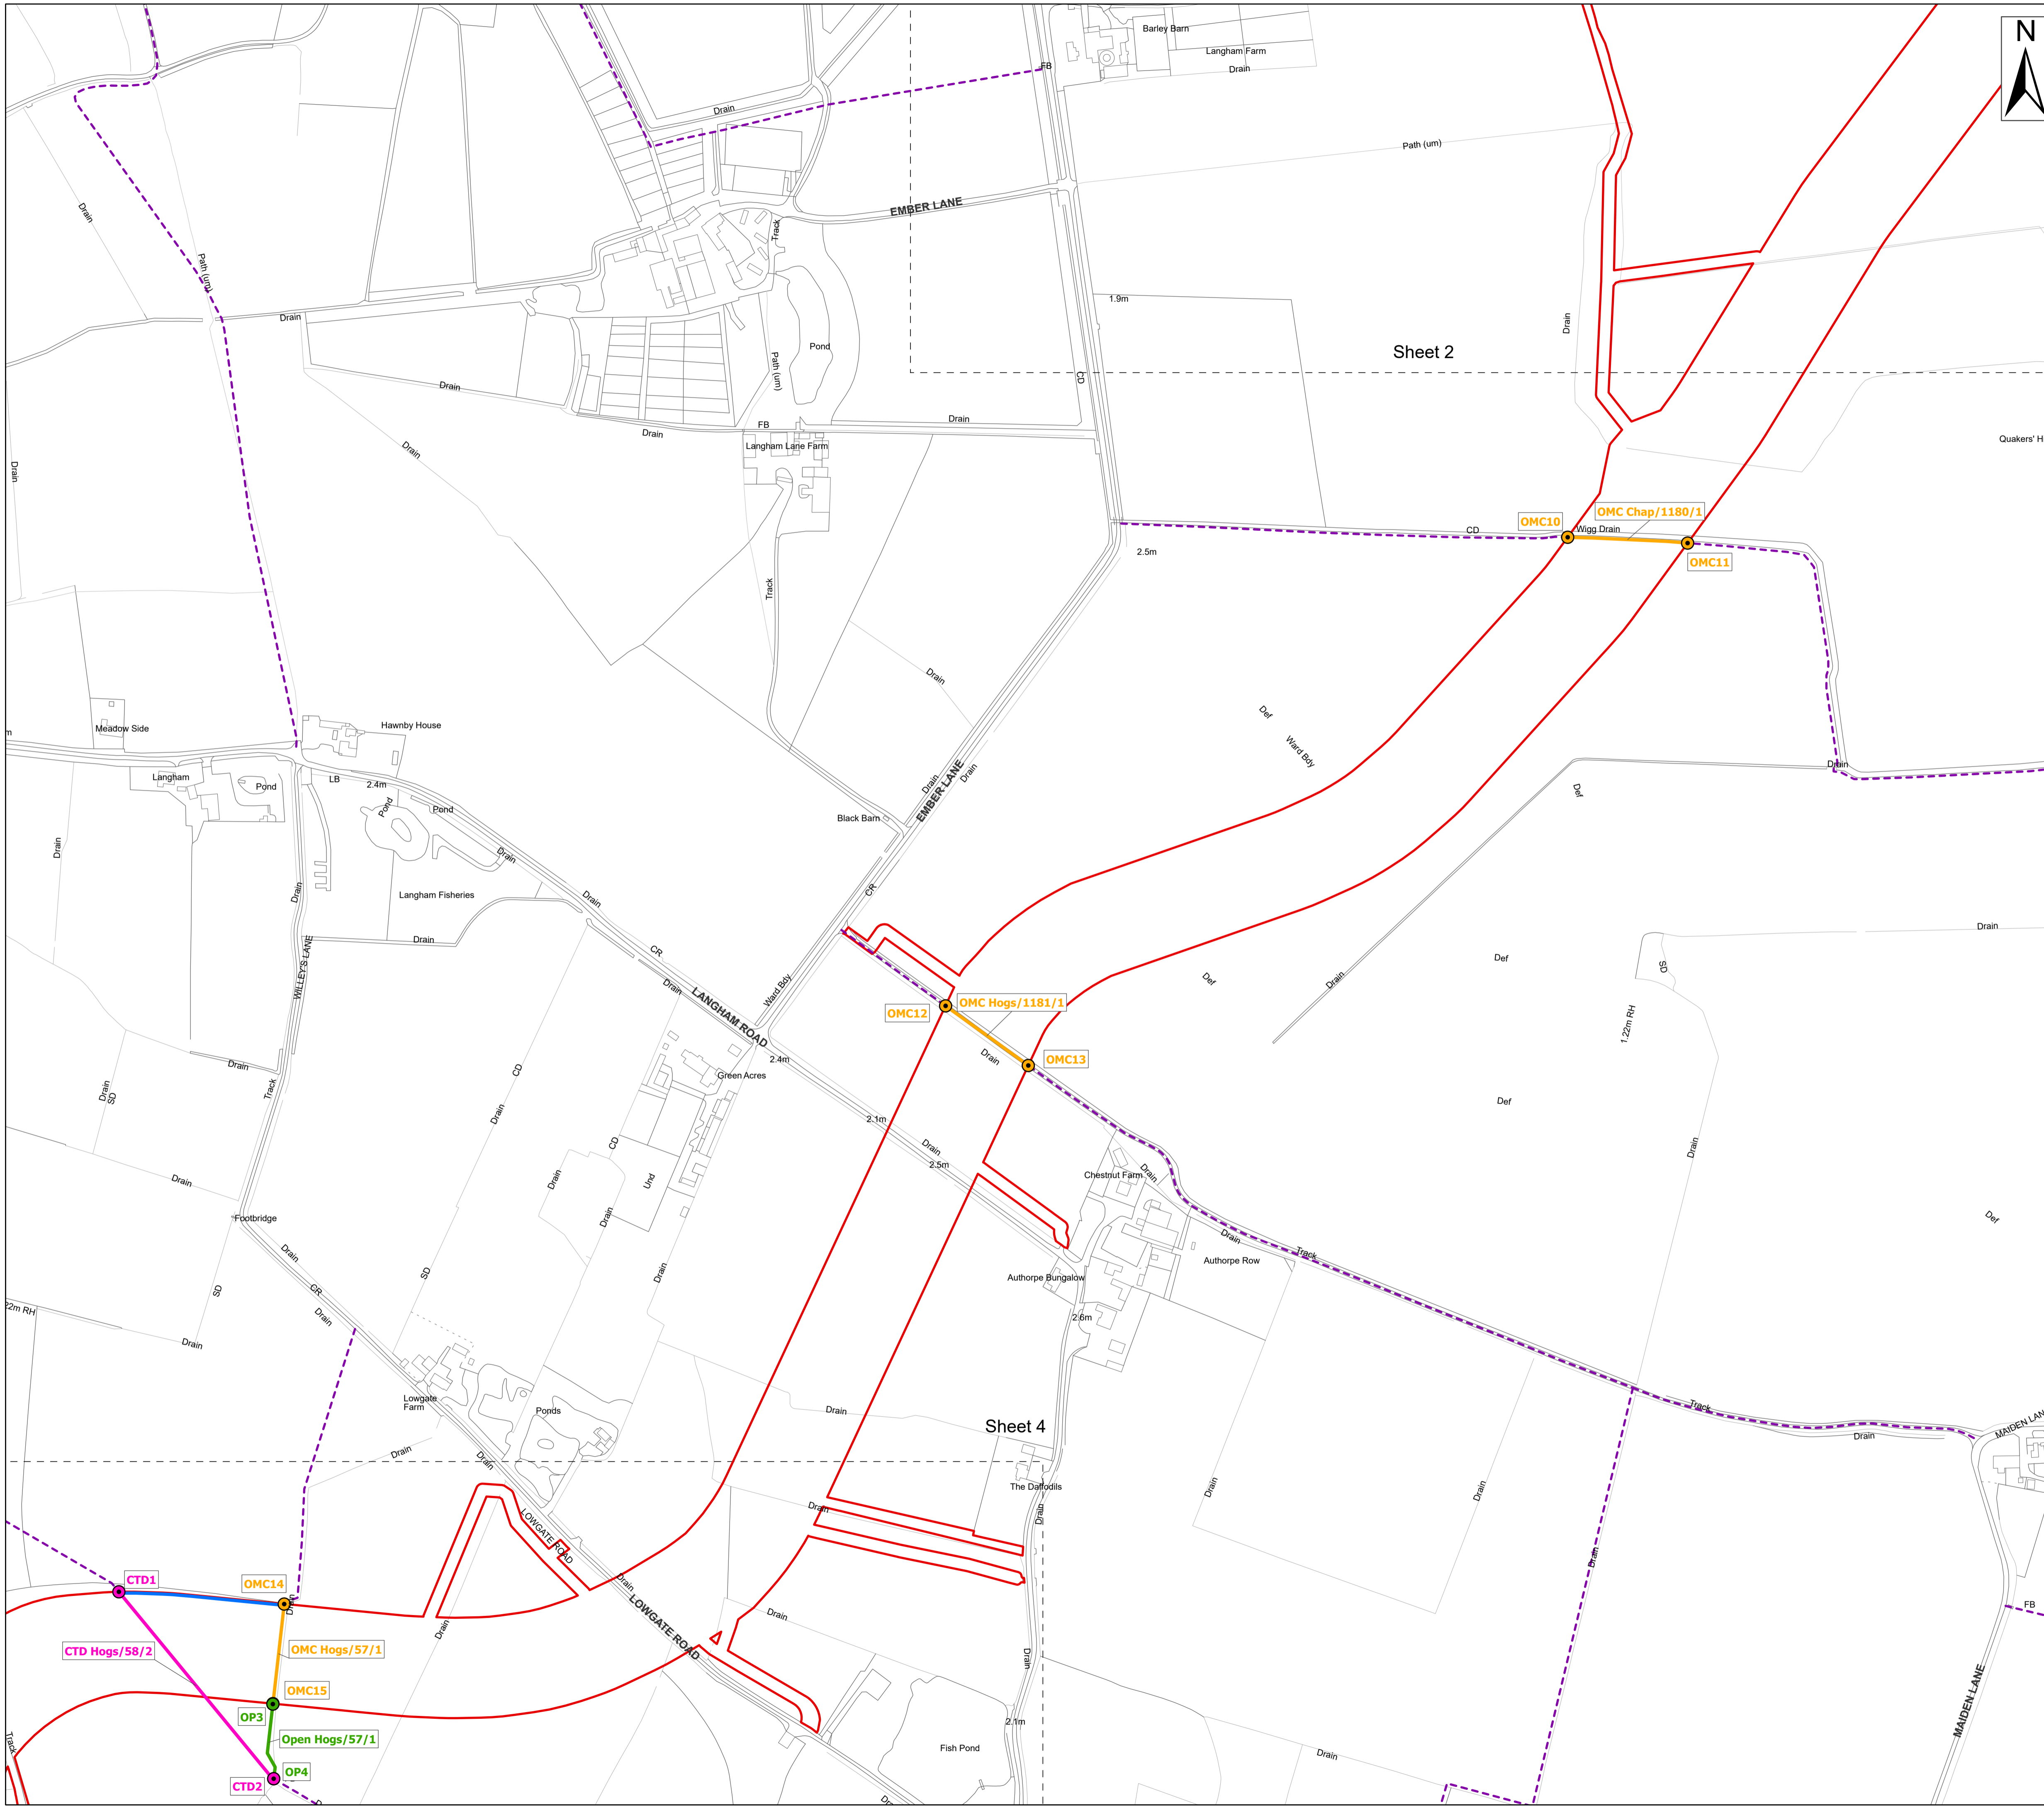 Barley Barn
Langham Farm
Drain
FB
N
Drain
Path (um)
Drain
EMBER LANE
Track
Path (um)
Drain
1.9m
Drain
Pond
Sheet 2
Path (um)
CD
Drain
Drain
FB
Drain
Drain
Langham Lane Farm
Drain
Drain
Quakers' H
OMC Chap/1180/1
OMC10
CD
Wigg Drain
2.5m
OMC11
Track
Drain
Def
Ward Bdy
Meadow Side
Hawnby House
m
Langham
LB
Pond
2.4m
Pond
Pond
Drain
Drain
EMBER LANE
Black Barn
Drain
Def
Drain
Drain
Drain
Langham Fisheries
Drain
CR
Drain
WILLEY'S LANE
CR
Drain
Drain
LANGHAM ROAD
Ward Bdy
OMC12
OMC Hogs/1181/1
Def
Def
Drain
SD
1.22m RH
2.4m
Drain
OMC13
Drain
Track
CD
Green Acres
Drain
SD
Def
Drain
2.1m
CD
Drain
2.5m
Drain
Drain
Drain
Und
Chestnut Farm
Drain
Footbridge
Drain
Drain
Def
Drain
Track
Authorpe Row
SD
Drain
Authorpe Bungalow
SD
CR
22m RH
Drain
2.6m
Drain
Lowgate
Farm
Ponds
Drain
Sheet 4
Track
Drain
MAIDEN LAN
Drain
Drain
The Daffodils
Drain
Drain
Drain
Drain
LOWGATE ROAD
Drain
Drain
CTD1
OMC14
Drain
LOWGATE ROAD
Drain
FB
Drain
CTD Hogs/58/2
OMC Hogs/57/1
Drain
OMC15
OP3
Open Hogs/57/1
Track
2.1m
MAIDEN LANE
Fish Pond
Drain
OP4
CTD2